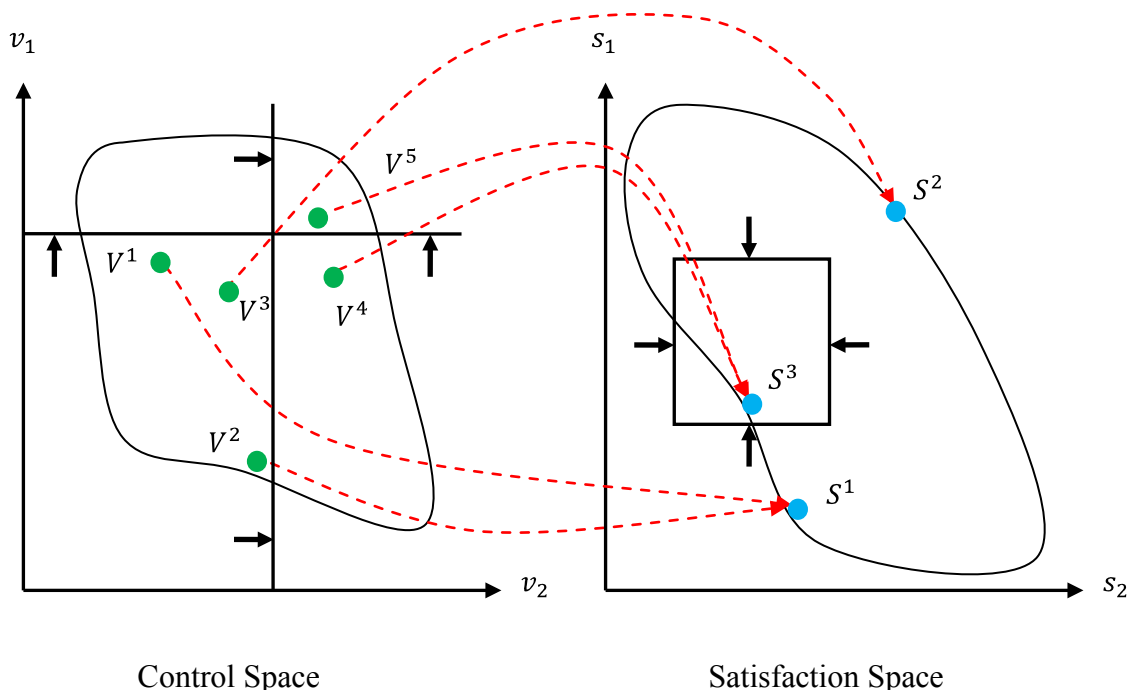 v₁
s₁
V⁵
S²
V¹
V³
V⁴
S³
V²
S¹
v₂
s₂
Control Space
Satisfaction Space